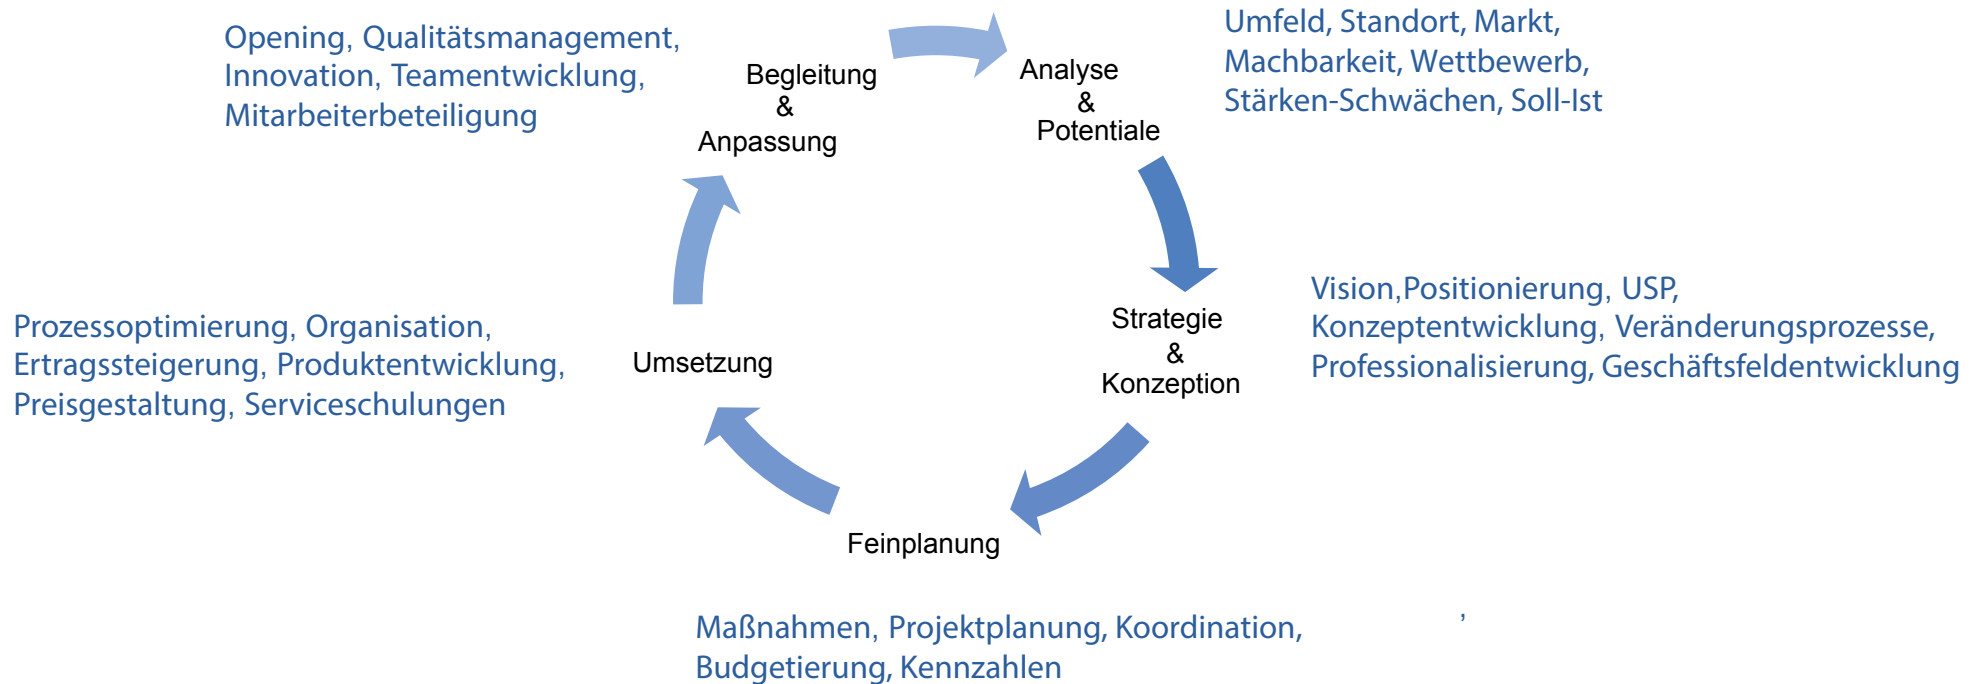 Opening, Qualitätsmanagement,
Innovation, Teamentwicklung,
Mitarbeiterbeteiligung
Begleitung
&
Anpassung
Analyse
&
Potentiale
Umfeld, Standort, Markt,
Machbarkeit, Wettbewerb,
Stärken-Schwächen, Soll-Ist
Strategie
&
Konzeption
Vision,Positionierung, USP,
Konzeptentwicklung, Veränderungsprozesse,
Professionalisierung, Geschäftsfeldentwicklung
Prozessoptimierung, Organisation,
Ertragssteigerung, Produktentwicklung,
Preisgestaltung, Serviceschulungen
Umsetzung
Feinplanung
Maßnahmen, Projektplanung, Koordination, ,
Budgetierung, Kennzahlen